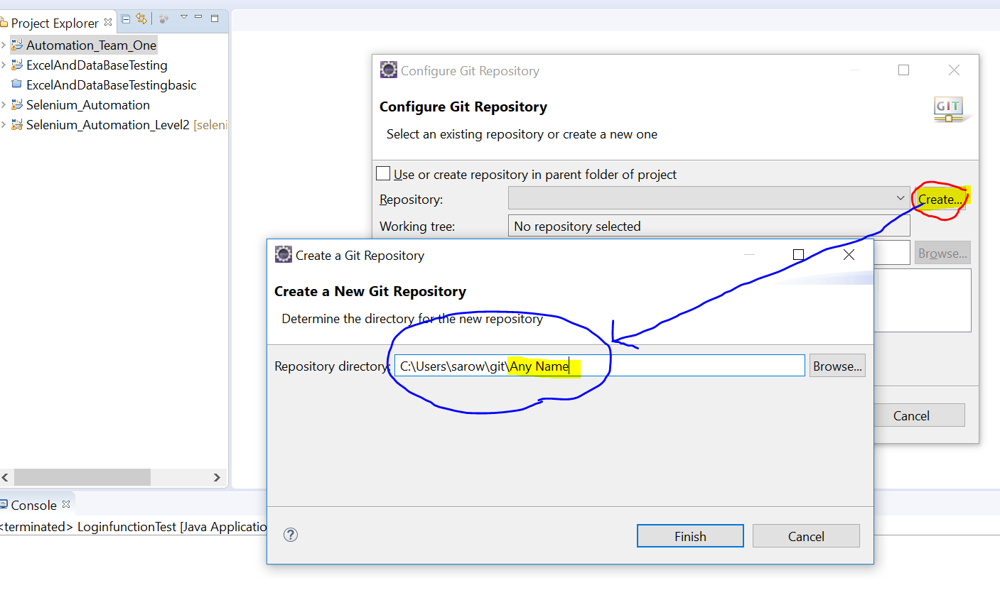 Project Explorer
Automation_Team_One
ExcelAndDataBaseTesting
ExcelAndDataBaseTestingbasic
Selenium_Automation
Selenium_Automation_Level2 [seleni
Configure Git Repository
Configure Git Repository
GIT
Select an existing repository or create a new one
Use or create repository in parent folder of project
Repository:
Create...
Working tree:
No repository selected
Browse...
Cancel
Create a Git Repository
Create a New Git Repository
Determine the directory for the new repository
Repository directory:
C:\Users\sarow\git\Any Name
Browse...
Finish
Cancel
Console
<terminated> LoginfunctionTest [Java Applicatio